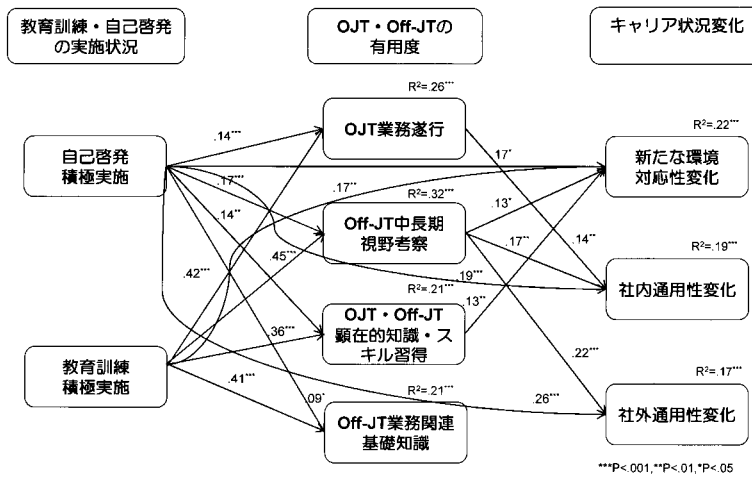 教育訓練・自己啓発
の実施状況
OJT・Off-JTの
有用度
キャリア状況変化
R²=.26***
OJT業務遂行
R²=.22***
.14***
自己啓発
積極実施
.17*
新たな環境
対応性変化
.17***
.17**
R²=.32***
.13*
.14**
Off-JT中長期
視野考察
.17**
.14**
R²=.19***
.45***
.19***
社内通用性変化
.42***
R²=.21***
.13**
OJT・Off-JT
顕在的知識・ス
キル習得
.36***
.22***
教育訓練
積極実施
.41***
R²=.21***
R²=.17***
.09*
.26***
Off-JT業務関連
基礎知識
社外通用性変化
***P<.001,**P<.01,*P<.05